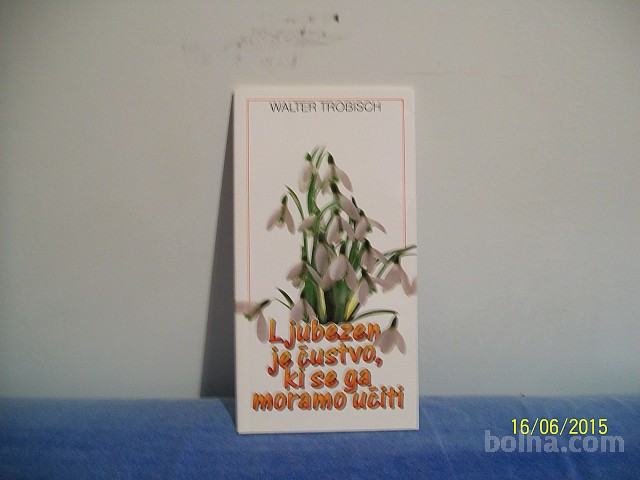 WALTER TROBISCH
Ljubezen
je čustvo,
ki se ga
moramo učiti
16/06/2015
bolha.com